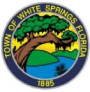 TOWN OF WHITE SPRINGS, FLORIDA
1885